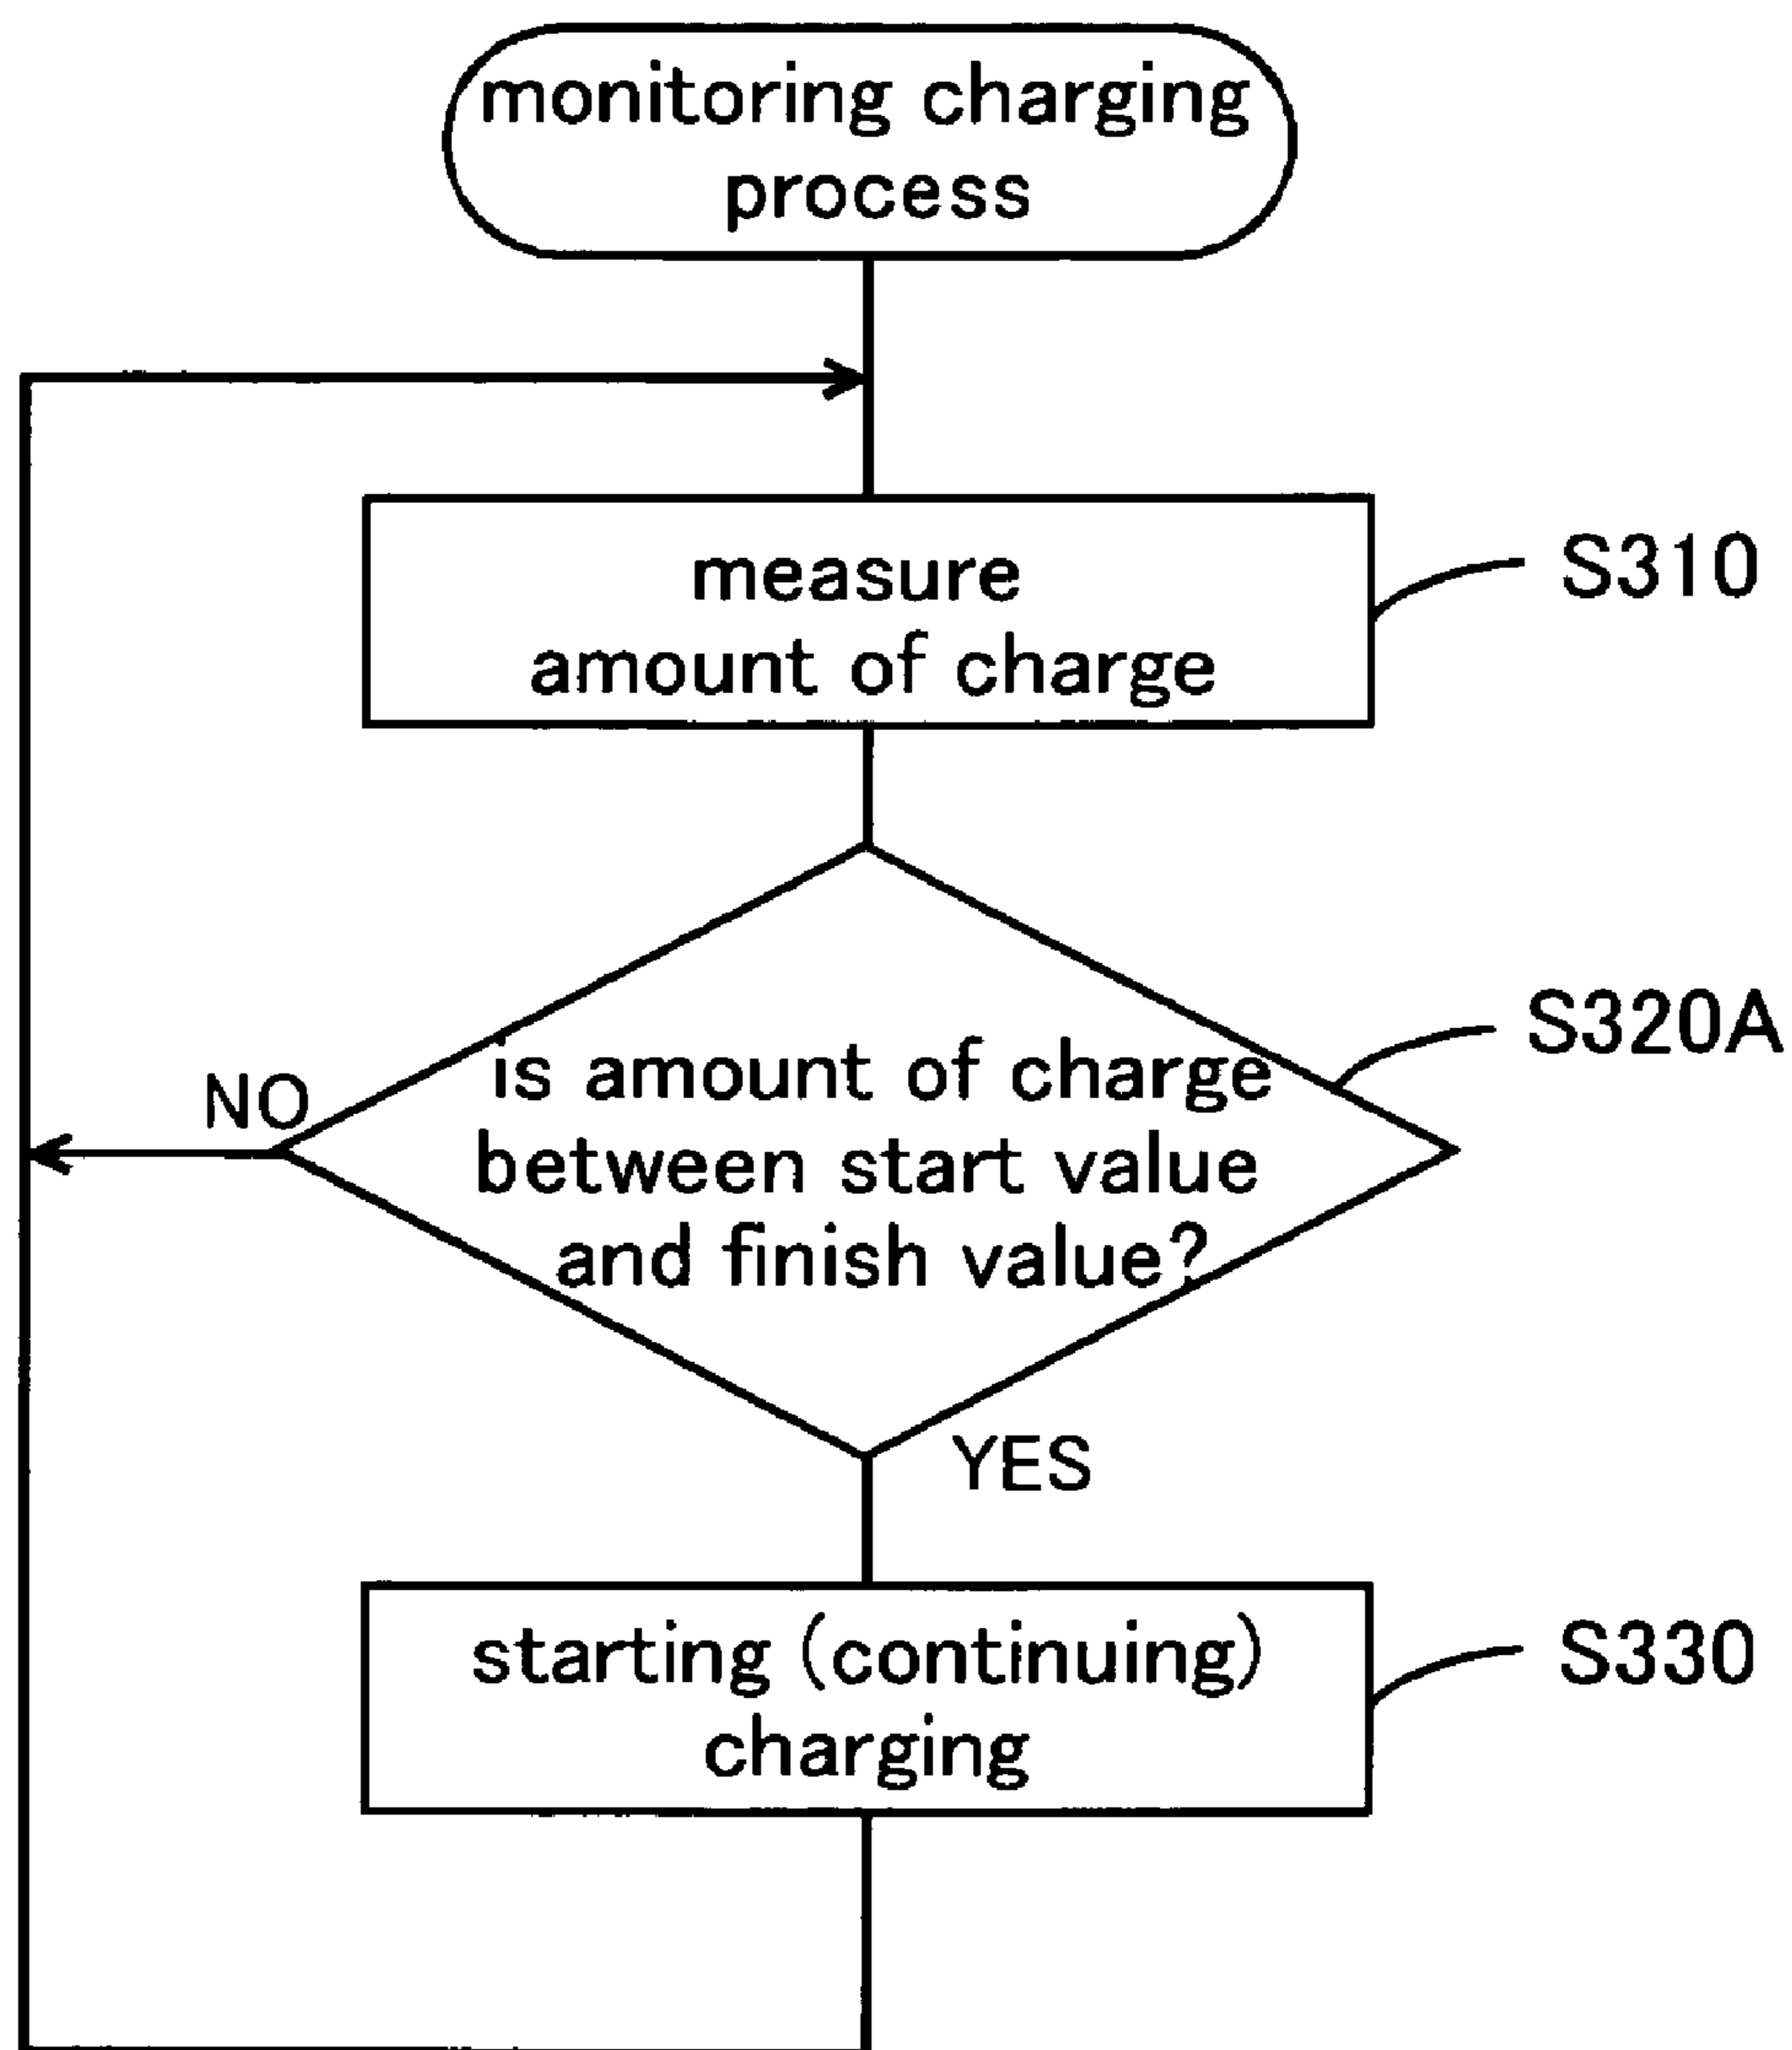 monitoring charging
process
measure
amount of charge
S310
is amount of charge
between start value
and finish value?
S320A
NO
YES
starting (continuing)
charging
S330